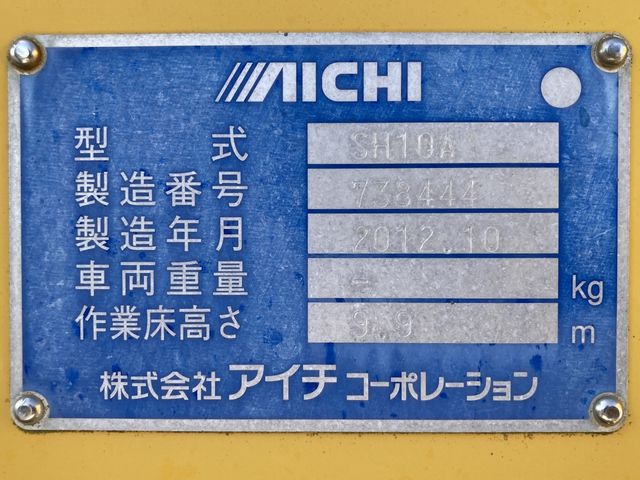 AICHI
型式 SH10A
製造番号 738444
製造年月 2012.10
車両重量 - kg
作業床高さ 9.9 m
株式会社 アイチ コーポレーション